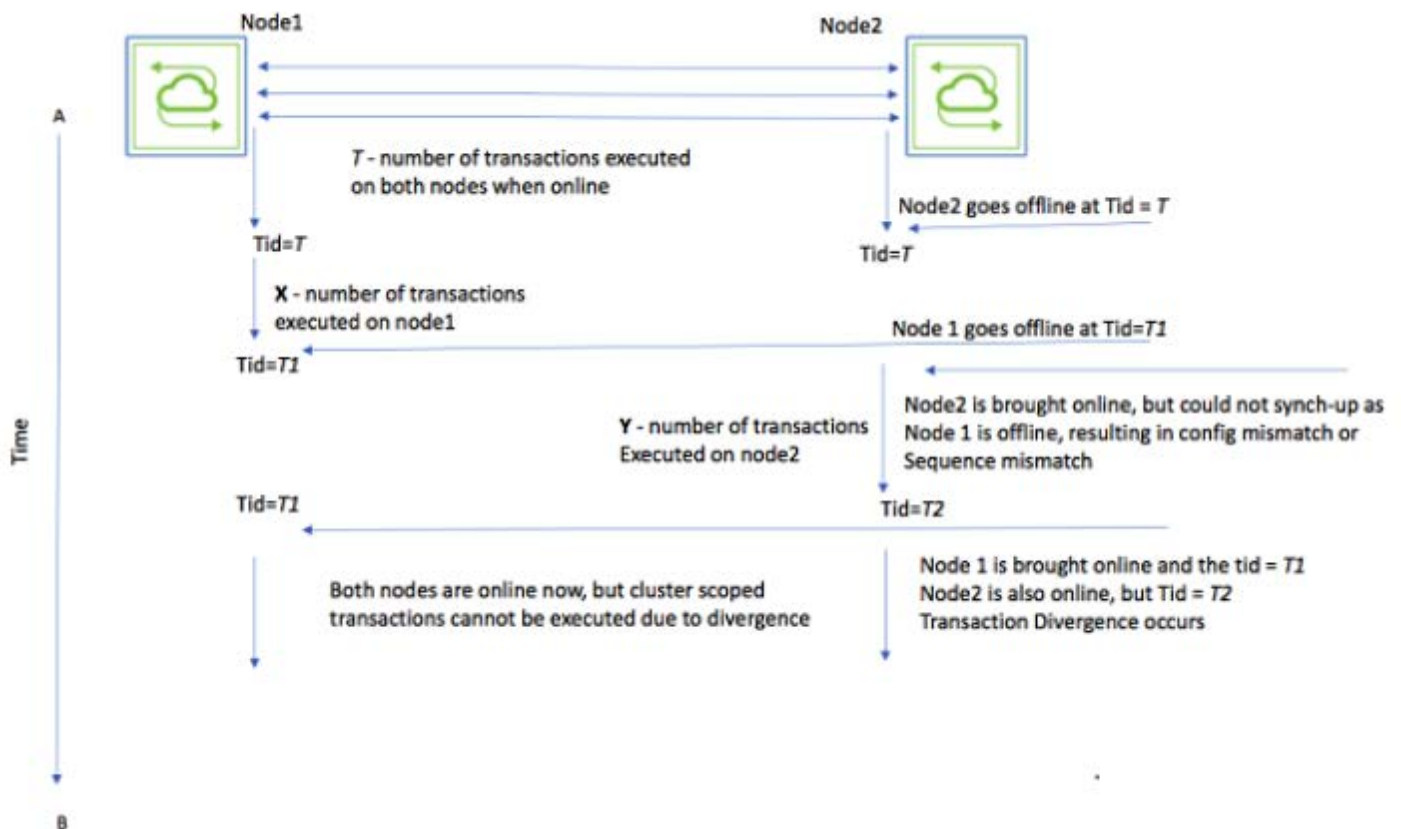 Node1
Node2
A
T - number of transactions executed
on both nodes when online
Node2 goes offline at Tid = T
Tid=T
Tid=T
X - number of transactions
executed on node1
Node 1 goes offline at Tid=T1
Tid=T1
Node2 is brought online, but could not synch-up as
Node 1 is offline, resulting in config mismatch or
Sequence mismatch
Y - number of transactions
Executed on node2
Time
Tid=T1
Tid=T2
Node 1 is brought online and the tid = T1
Node2 is also online, but Tid = T2
Transaction Divergence occurs
Both nodes are online now, but cluster scoped
transactions cannot be executed due to divergence
B